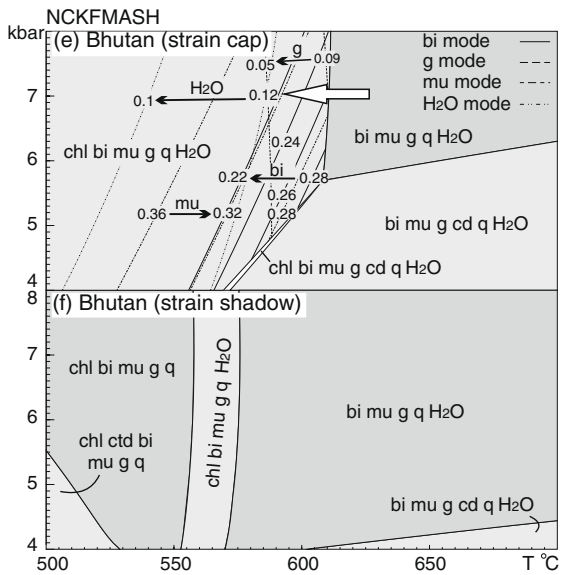 NCKFMASH
kbar
(e) Bhutan (strain cap)
g
0.05
0.09
bi mode
g mode
mu mode
H2O mode
7
0.1
H2O
0.12
chl bi mu g q H2O
0.24
bi mu g q H2O
6
0.22
bi
0.28
0.26
0.36
mu
0.32
0.28
5
bi mu g cd q H2O
chl bi mu g cd q H2O
4
8
(f) Bhutan (strain shadow)
7
chl bi mu g q
chl bi mu g q H2O
6
bi mu g q H2O
chl ctd bi
mu g q
5
bi mu g cd q H2O
4
500
550
600
650
T °C